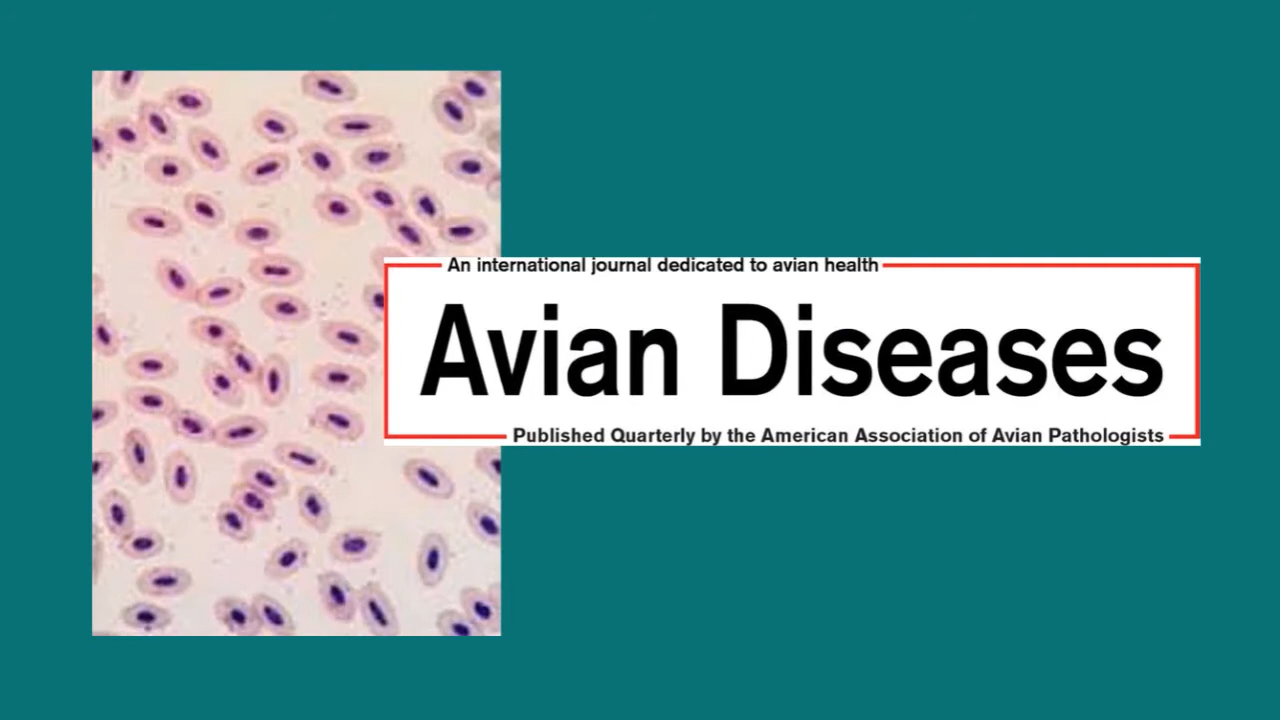 An international journal dedicated to avian health
Avian Diseases
Published Quarterly by the American Association of Avian Pathologists